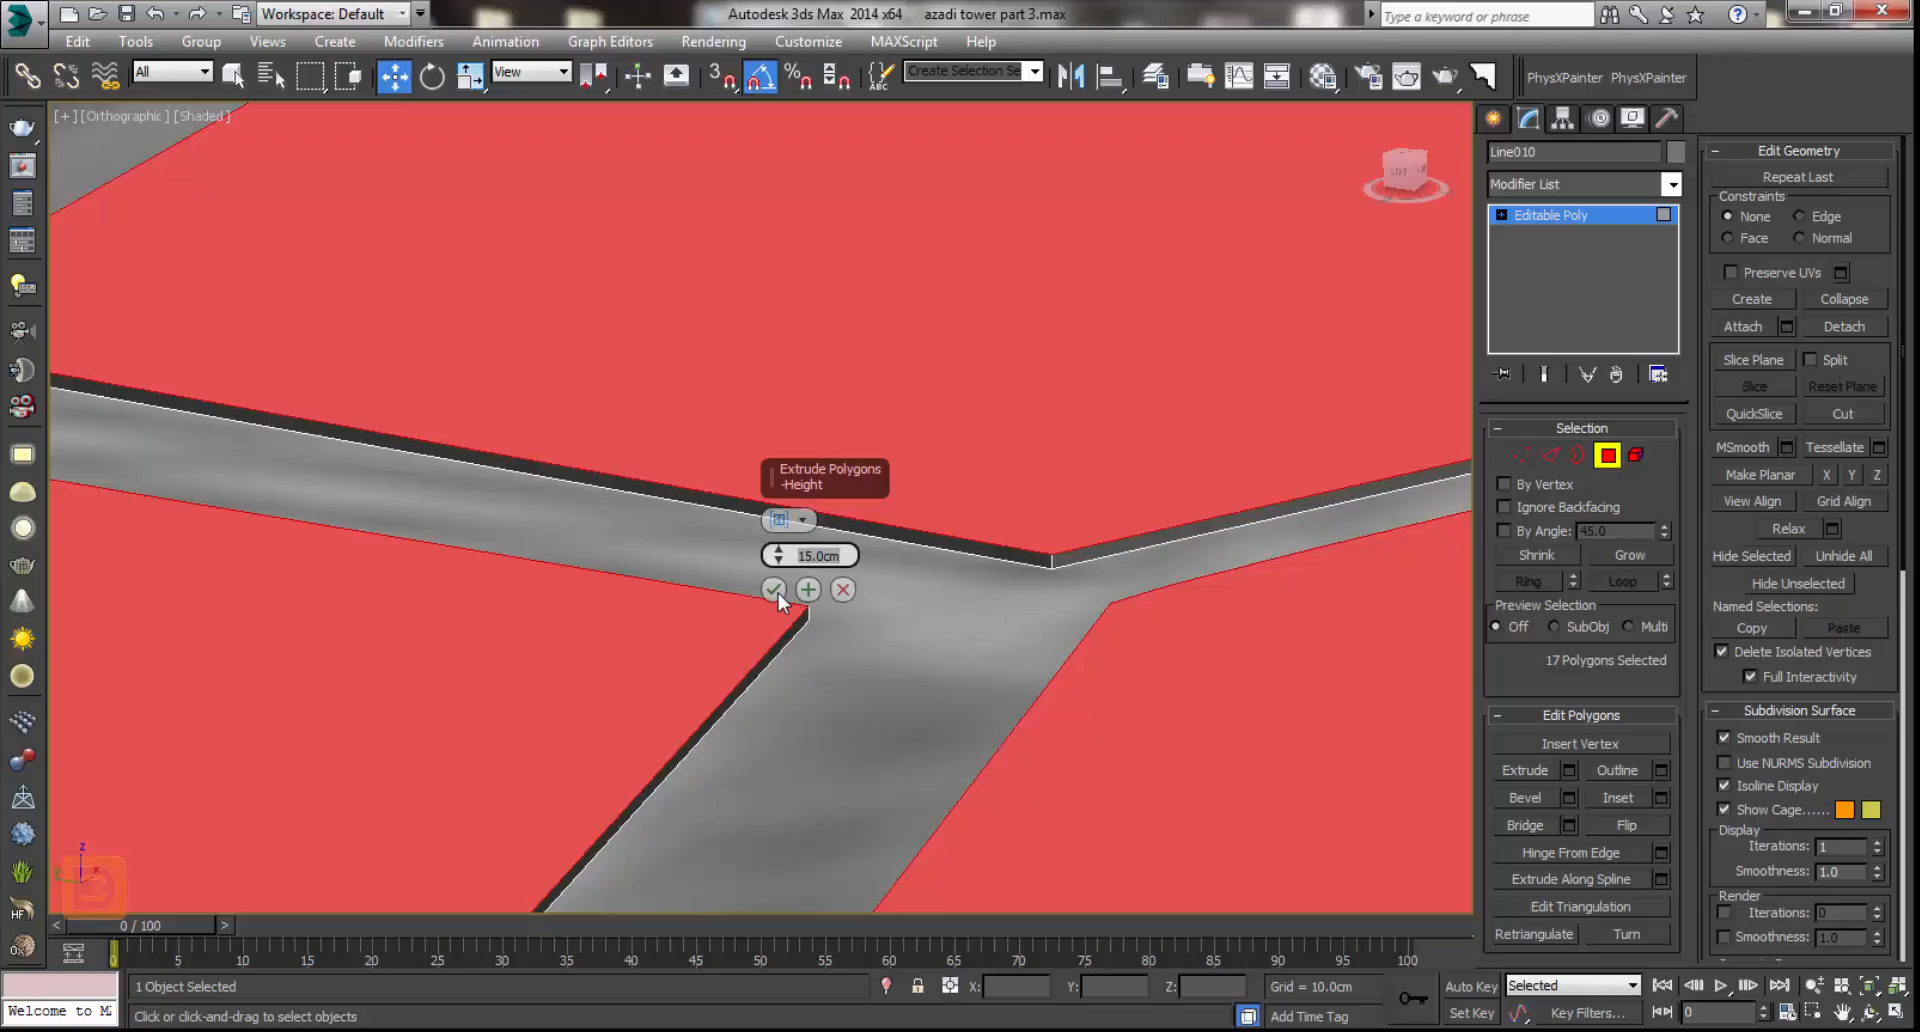 Workspace: Default
Autodesk 3ds Max 2014 x64 azadi tower part 3.max
Type a keyword or phrase
Edit Tools Group Views Create Modifiers Animation Graph Editors Rendering Customize MAXScript Help
All
View
Create Selection Se
PhysXPainter PhysXPainter
[+] [Orthographic] [Shaded]
Line010
Modifier List
Editable Poly
Extrude Polygons
-Height
15.0cm
Selection
By Vertex
Ignore Backfacing
By Angle: 45.0
Shrink Grow
Ring Loop
Preview Selection
Off SubObj Multi
17 Polygons Selected
Edit Polygons
Insert Vertex
Extrude Outline
Bevel Inset
Bridge Flip
Hinge From Edge
Extrude Along Spline
Edit Triangulation
Retriangulate Turn
Edit Geometry
Repeat Last
Constraints
None Edge
Face Normal
Preserve UVs
Create Collapse
Attach Detach
Slice Plane Split
Slice Reset Plane
QuickSlice Cut
MSmooth Tessellate
Make Planar X Y Z
View Align Grid Align
Relax
Hide Selected Unhide All
Hide Unselected
Named Selections:
Copy Paste
Delete Isolated Vertices
Full Interactivity
Subdivision Surface
Smooth Result
Use NURMS Subdivision
Isoline Display
Show Cage......
Display
Iterations: 1
Smoothness: 1.0
Render
Iterations: 0
Smoothness: 1.0
0 / 100
0 5 10 15 20 25 30 35 40 45 50 55 60 65 70 75 80 85 90 95 100
1 Object Selected
X: Y: Z:
Grid = 10.0cm
Auto Key Selected
Welcome to M
Click or click-and-drag to select objects
Add Time Tag
Set Key Key Filters...
0